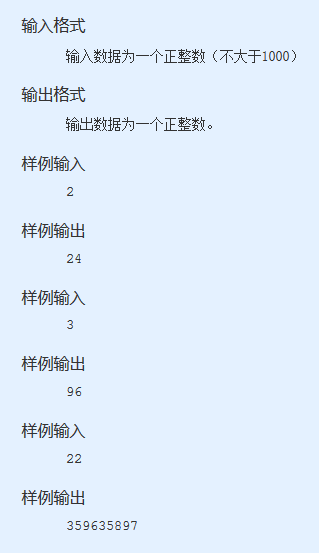 输入格式
输入数据为一个正整数（不大于1000）
输出格式
输出数据为一个正整数。
样例输入
2
样例输出
24
样例输入
3
样例输出
96
样例输入
22
样例输出
359635897